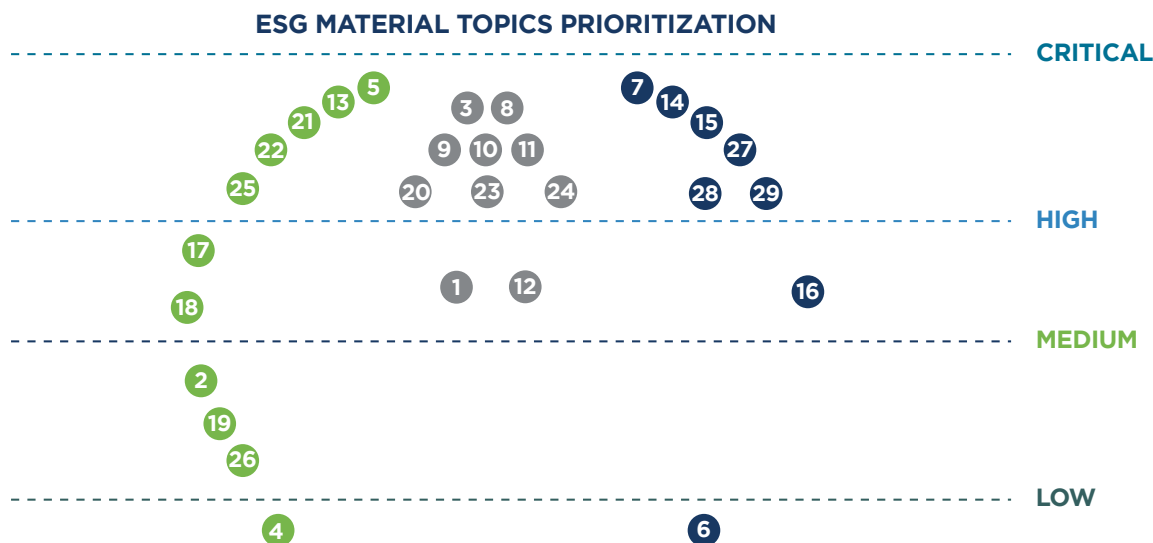 ESG MATERIAL TOPICS PRIORITIZATION
CRITICAL
5 7
13 3 8 14
21 15
22 9 10 11 27
25 20 23 24 28 29
HIGH
17
1 12 16
18
MEDIUM
2
19
26
LOW
4 6